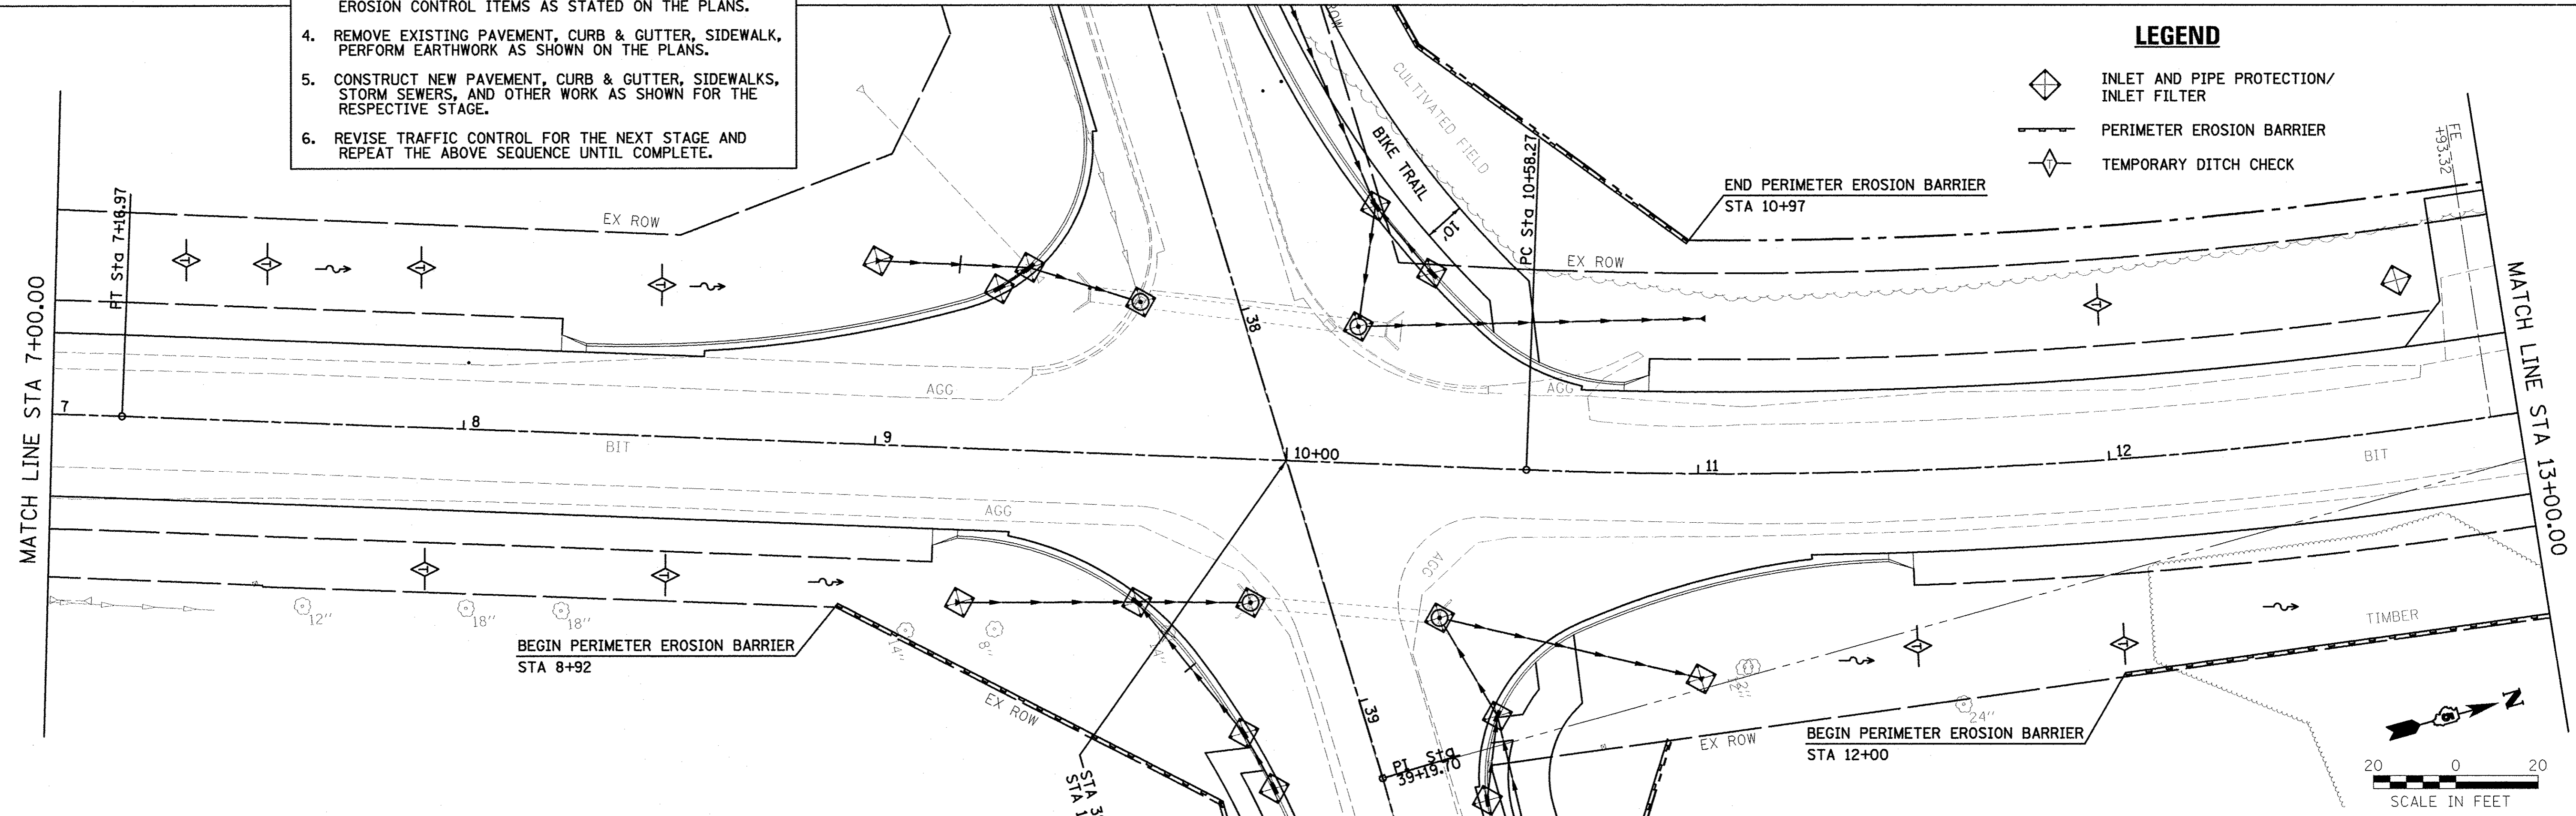 EROSION CONTROL ITEMS AS STATED ON THE PLANS.
4. REMOVE EXISTING PAVEMENT, CURB & GUTTER, SIDEWALK,
PERFORM EARTHWORK AS SHOWN ON THE PLANS.
5. CONSTRUCT NEW PAVEMENT, CURB & GUTTER, SIDEWALKS,
STORM SEWERS, AND OTHER WORK AS SHOWN FOR THE
RESPECTIVE STAGE.
6. REVISE TRAFFIC CONTROL FOR THE NEXT STAGE AND
REPEAT THE ABOVE SEQUENCE UNTIL COMPLETE.
LEGEND
INLET AND PIPE PROTECTION/
INLET FILTER
PERIMETER EROSION BARRIER
T
TEMPORARY DITCH CHECK
MATCH LINE STA 7+00.00
PT Sta 7+16.97
EX ROW
T
T
T
T
ROW
CULTIVATED FIELD
BIKE TRAIL
10'
PC Sta 10+58.27
END PERIMETER EROSION BARRIER
STA 10+97
EX ROW
T
FE
+93.32
MATCH LINE STA 13+00.00
38
AGG
AGG
7
8
9
10+00
11
12
BIT
BIT
AGG
AGG
T
T
12"
18"
18"
14"
8"
14"
BEGIN PERIMETER EROSION BARRIER
STA 8+92
EX ROW
39
PI Sta
39+19.70
T
T
TIMBER
24"
EX ROW
BEGIN PERIMETER EROSION BARRIER
STA 12+00
N
20 0 20
SCALE IN FEET